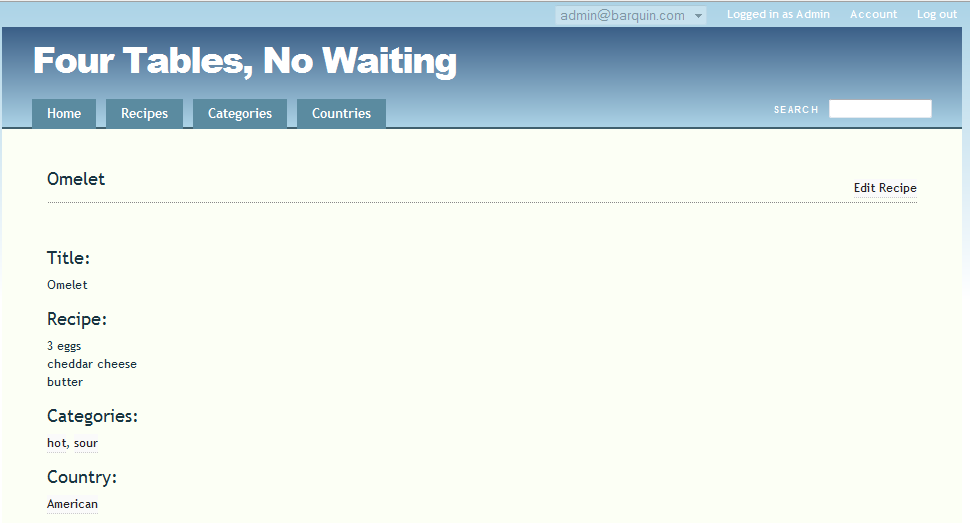 admin@barquin.com Logged in as Admin Account Log out
Four Tables, No Waiting
Home Recipes Categories Countries SEARCH
Omelet
Edit Recipe
Title:
Omelet
Recipe:
3 eggs
cheddar cheese
butter
Categories:
hot, sour
Country:
American